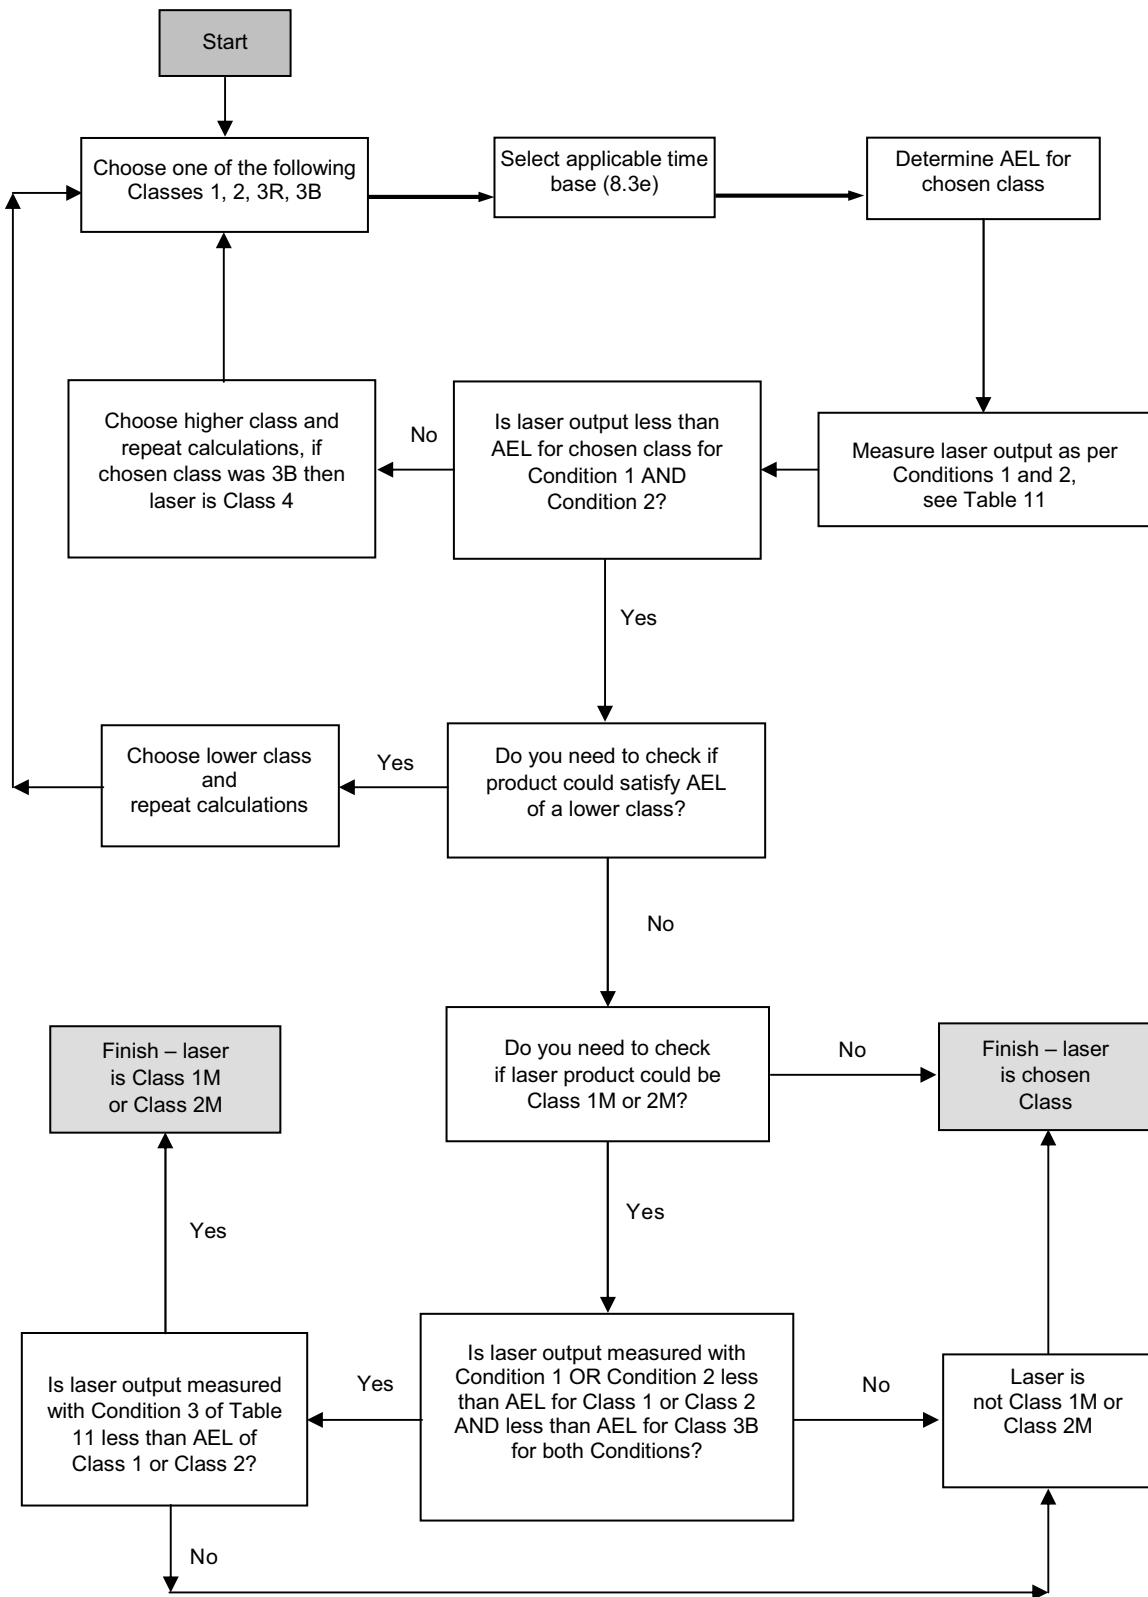 Start
Choose one of the following
Classes 1, 2, 3R, 3B
Select applicable time
base (8.3e)
Determine AEL for
chosen class
Choose higher class and
repeat calculations, if
chosen class was 3B then
laser is Class 4
No
Is laser output less than
AEL for chosen class for
Condition 1 AND
Condition 2?
Measure laser output as per
Conditions 1 and 2,
see Table 11
Yes
Choose lower class
and
repeat calculations
Yes
Do you need to check if
product could satisfy AEL
of a lower class?
No
Finish – laser
is Class 1M
or Class 2M
Do you need to check
if laser product could be
Class 1M or 2M?
No
Finish – laser
is chosen
Class
Yes
Yes
Is laser output measured
with Condition 3 of Table
11 less than AEL of
Class 1 or Class 2?
Yes
Is laser output measured with
Condition 1 OR Condition 2 less
than AEL for Class 1 or Class 2
AND less than AEL for Class 3B
for both Conditions?
No
Laser is
not Class 1M or
Class 2M
No